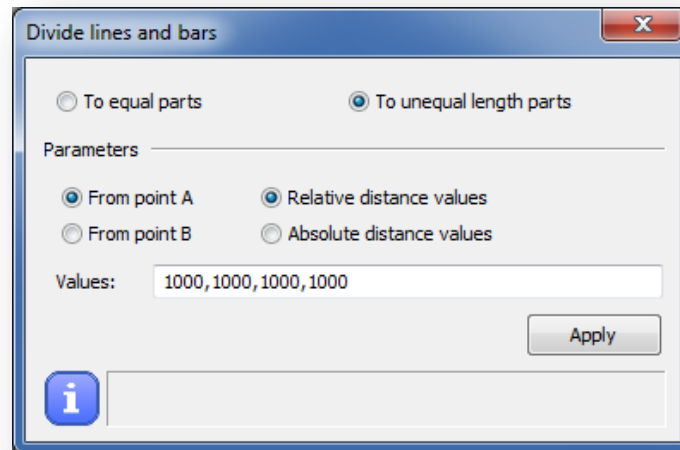 Divide lines and bars
To equal parts To unequal length parts
Parameters
From point A Relative distance values
From point B Absolute distance values
Values: 1000,1000,1000,1000
Apply